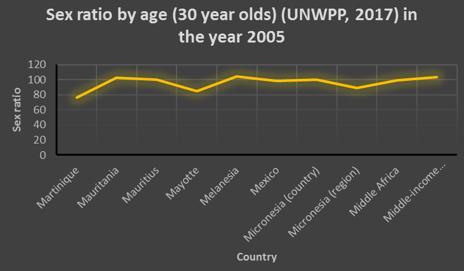 Sex ratio by age (30 year olds) (UNWPP, 2017) in
the year 2005
120
100
80
60
40
20
0
Sex ratio
Martinique
Mauritania
Mauritius
Mayotte
Melanesia
Mexico
Micronesia (country)
Micronesia (region)
Middle Africa
Middle-income...
Country